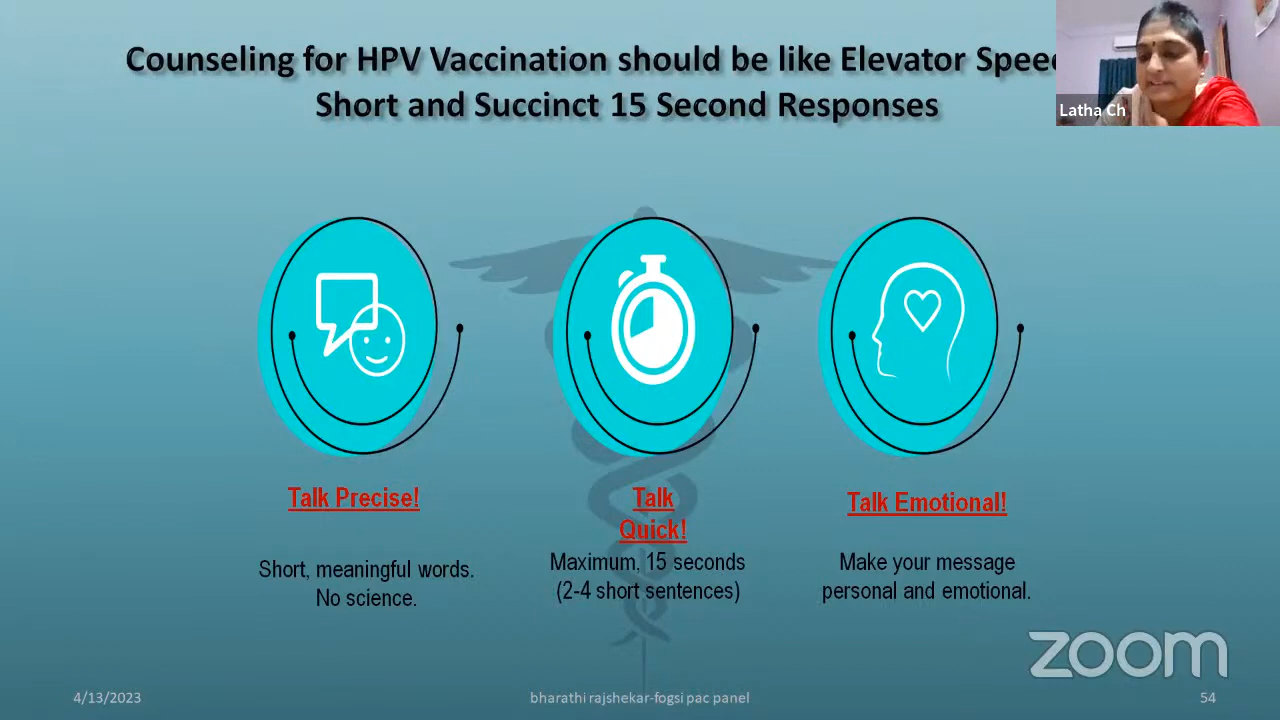 Counseling for HPV Vaccination should be like Elevator
Short and Succinct 15 Second Responses
Latha Ch
Talk Precise!
Short, meaningful words.
No science.
Talk
Quick!
Maximum, 15 seconds
(2-4 short sentences)
Talk Emotional!
Make your message
personal and emotional.
zoom
4/13/2023
bharathi rajshekar-fogsi pac panel
54